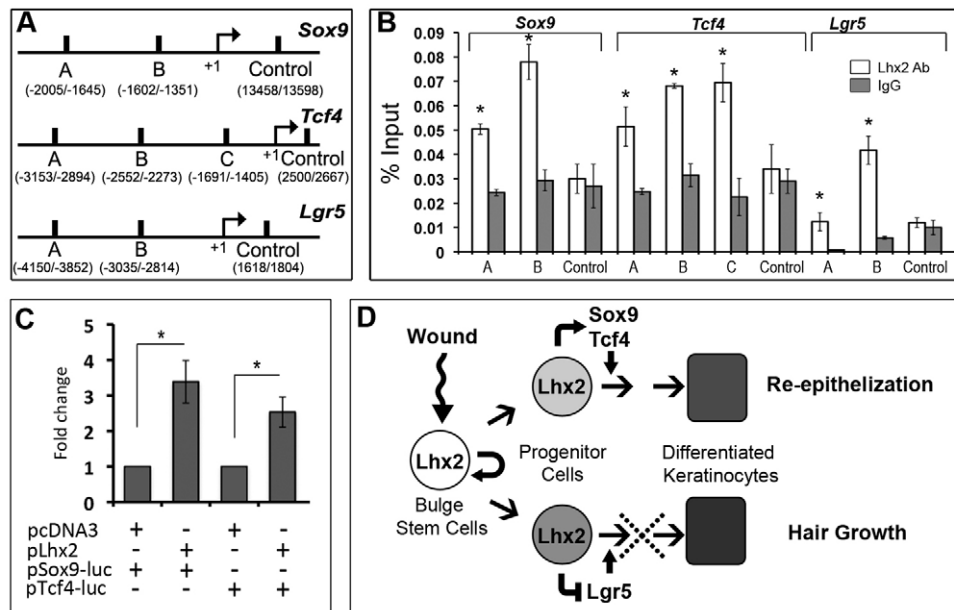 A
Sox9
A B +1 Control
(-2005/-1645) (-1602/-1351) (13458/13598)
Tcf4
A B C +1 Control
(-3153/-2894) (-2552/-2273) (-1691/-1405) (2500/2667)
Lgr5
A B +1 Control
(-4150/-3852) (-3035/-2814) (1618/1804)
B
Sox9 Tcf4 Lgr5
% Input
0.09
0.08
0.07
0.06
0.05
0.04
0.03
0.02
0.01
0
* * * * * * *
Lhx2 Ab
IgG
A B Control A B C Control A B Control
C
Fold change
5
4
3
2
1
0
* *
pcDNA3 + - + -
pLhx2 - + - +
pSox9-luc + + - -
pTcf4-luc - - + +
D
Wound
Sox9
Tcf4
Lhx2
Re-epithelization
Lhx2
Bulge
Stem Cells
Progenitor
Cells
Differentiated
Keratinocytes
Lhx2
Hair Growth
Lgr5